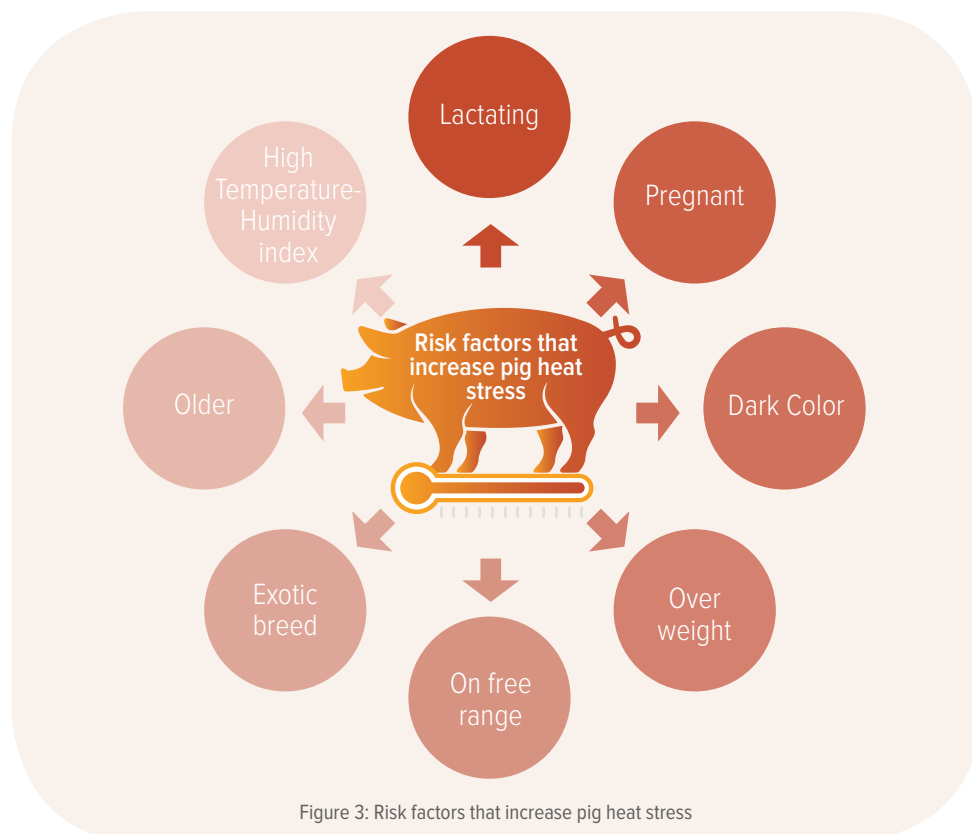 Lactating
Pregnant
Dark Color
Over
weight
On free
range
Exotic
breed
Older
High
Temperature-
Humidity
index
Risk factors that
increase pig heat
stress
Figure 3: Risk factors that increase pig heat stress